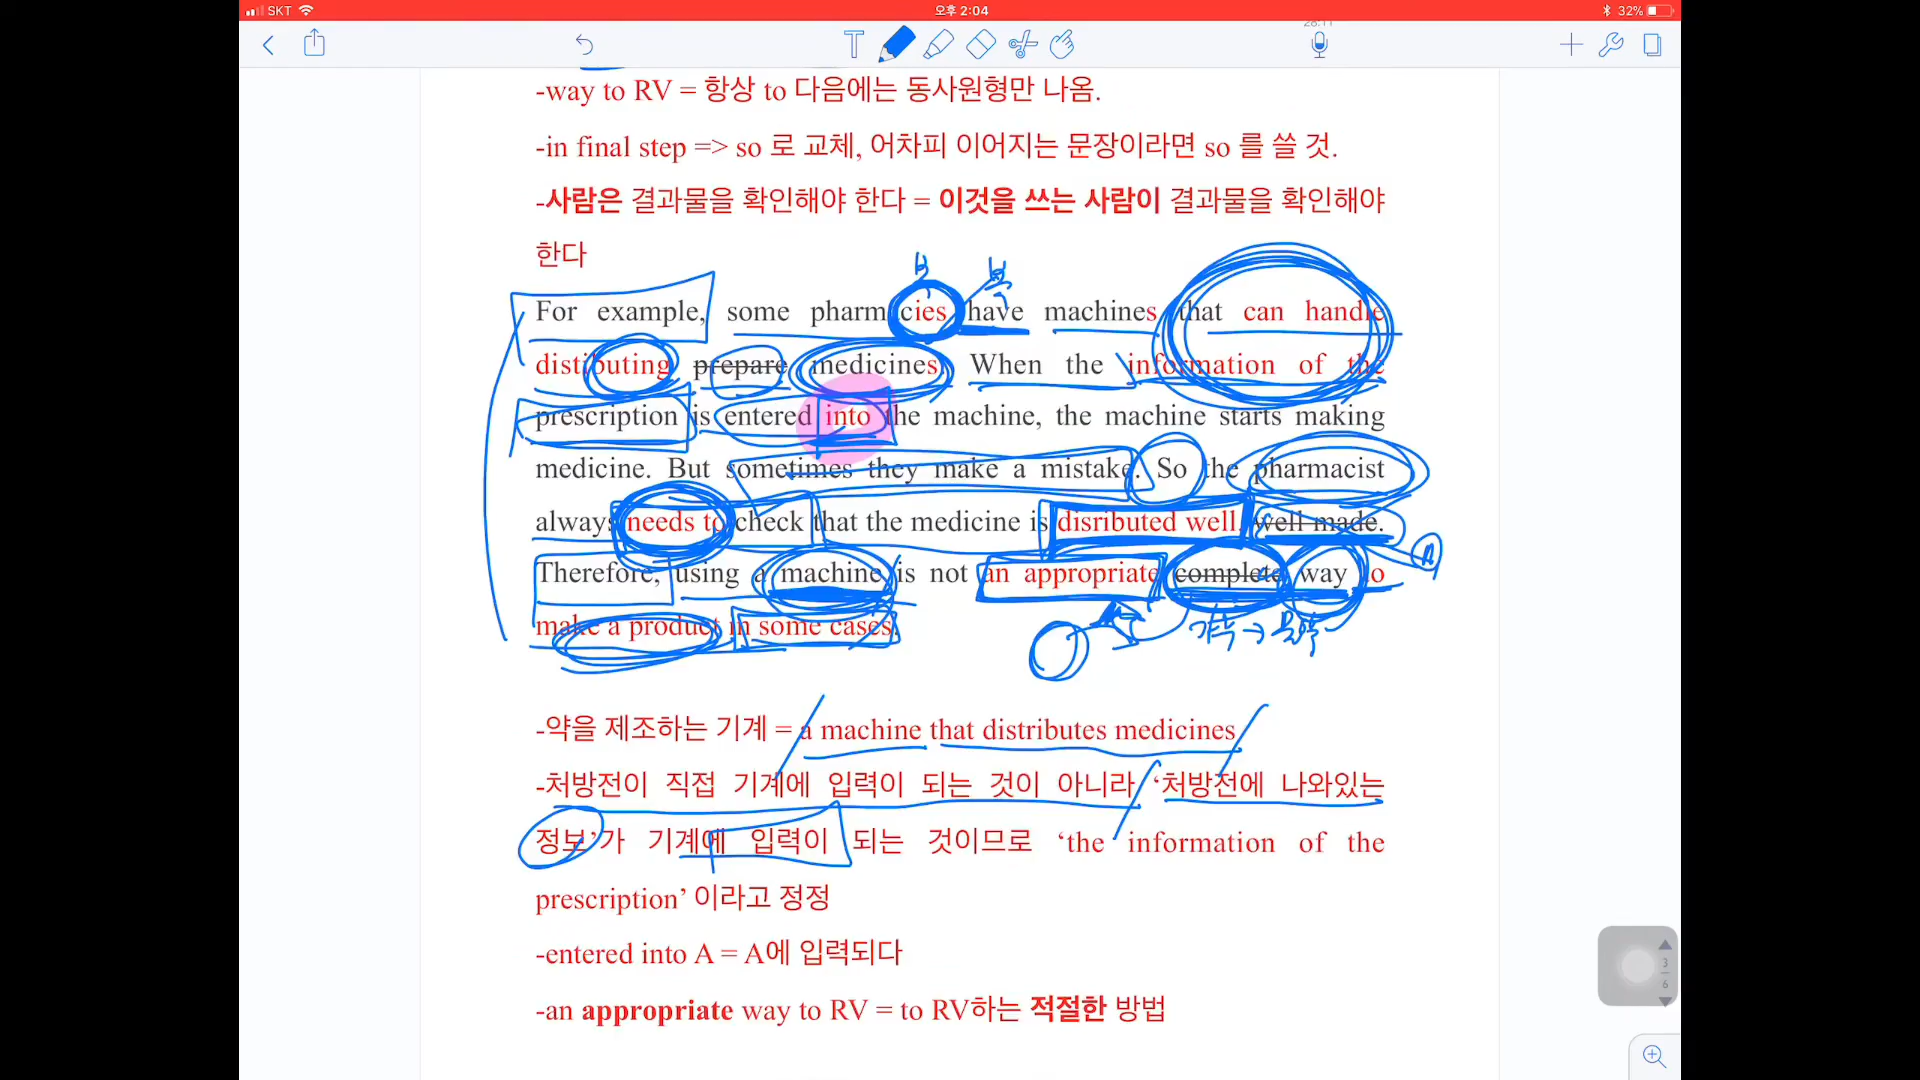 SKT 오후 2:04 32%
-way to RV = 항상 to 다음에는 동사원형만 나옴.
-in final step => so 로 교체, 어차피 이어지는 문장이라면 so 를 쓸 것.
-사람은 결과물을 확인해야 한다 = 이것을 쓰는 사람이 결과물을 확인해야
한다
복 복
For example, some pharmacies have machines that can handle
distibuting prepare medicines. When the information of the
prescription is entered into the machine, the machine starts making
medicine. But sometimes they make a mistake. So the pharmacist
always needs to check that the medicine is disributed well. well made.
Therefore, using a machine is not an appropriate complete way to
make a product in some cases.
-약을 제조하는 기계 = a machine that distributes medicines
-처방전이 직접 기계에 입력이 되는 것이 아니라 ‘처방전에 나와있는
정보’가 기계에 입력이 되는 것이므로 ‘the information of the
prescription’ 이라고 정정
-entered into A = A에 입력되다
-an appropriate way to RV = to RV하는 적절한 방법
3
6